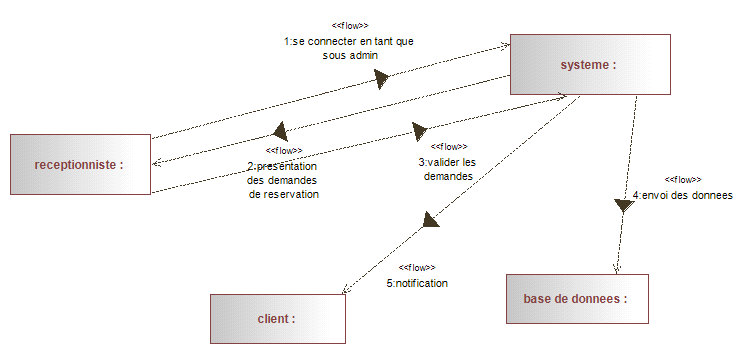 <<flow>>
1:se connecter en tant que
sous admin
systeme :
receptionniste :
<<flow>>
2:presentation
des demandes
de reservation
<<flow>>
3:valider les
demandes
<<flow>>
4:envoi des donnees
<<flow>>
5:notification
client :
base de donnees :